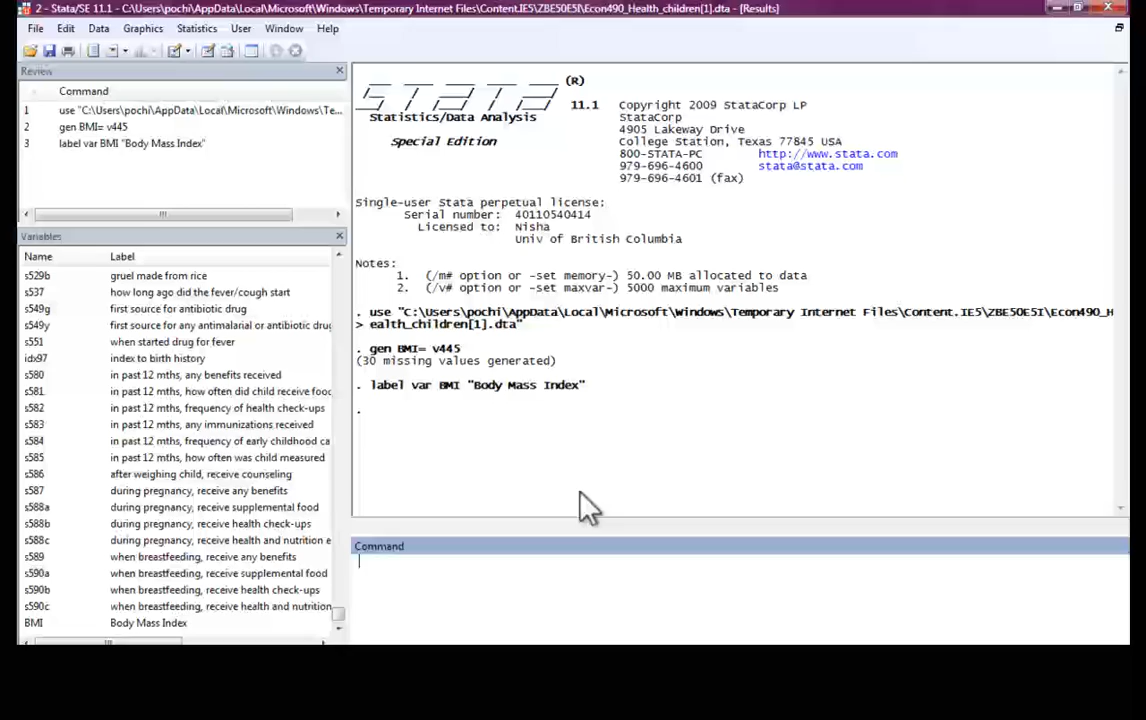 2 - Stata/SE 11.1 - C:\Users\pochi\AppData\Local\Microsoft\Windows\Temporary Internet Files\Content.IE5\ZBE50E5I\Econ490_Health_children[1].dta - [Results]
File Edit Data Graphics Statistics User Window Help
Review
Command
1 use "C:\Users\pochi\AppData\Local\Microsoft\Windows\Te...
2 gen BMI= v445
3 label var BMI "Body Mass Index"
Variables
Name Label
s529b gruel made from rice
s537 how long ago did the fever/cough start
s549g first source for antibiotic drug
s549y first source for any antimalarial or antibiotic drug
s551 when started drug for fever
idx97 index to birth history
s580 in past 12 mths, any benefits received
s581 in past 12 mths, how often did child receive food
s582 in past 12 mths, frequency of health check-ups
s583 in past 12 mths, any immunizations received
s584 in past 12 mths, frequency of early childhood ca
s585 in past 12 mths, how often was child measured
s586 after weighing child, receive counseling
s587 during pregnancy, receive any benefits
s588a during pregnancy, receive supplemental food
s588b during pregnancy, receive health check-ups
s588c during pregnancy, receive health and nutrition e
s589 when breastfeeding, receive any benefits
s590a when breastfeeding, receive supplemental food
s590b when breastfeeding, receive health check-ups
s590c when breastfeeding, receive health and nutrition
BMI Body Mass Index
STATA (R)
11.1 Copyright 2009 StataCorp LP
Statistics/Data Analysis StataCorp
4905 Lakeway Drive
Special Edition College Station, Texas 77845 USA
800-STATA-PC http://www.stata.com
979-696-4600 stata@stata.com
979-696-4601 (fax)
Single-user Stata perpetual license:
Serial number: 40110540414
Licensed to: Nisha
Univ of British Columbia
Notes:
1. (/m# option or -set memory-) 50.00 MB allocated to data
2. (/v# option or -set maxvar-) 5000 maximum variables
. use "C:\Users\pochi\AppData\Local\Microsoft\Windows\Temporary Internet Files\Content.IE5\ZBE50E5I\Econ490_H
> ealth_children[1].dta"
. gen BMI= v445
(30 missing values generated)
. label var BMI "Body Mass Index"
.
Command